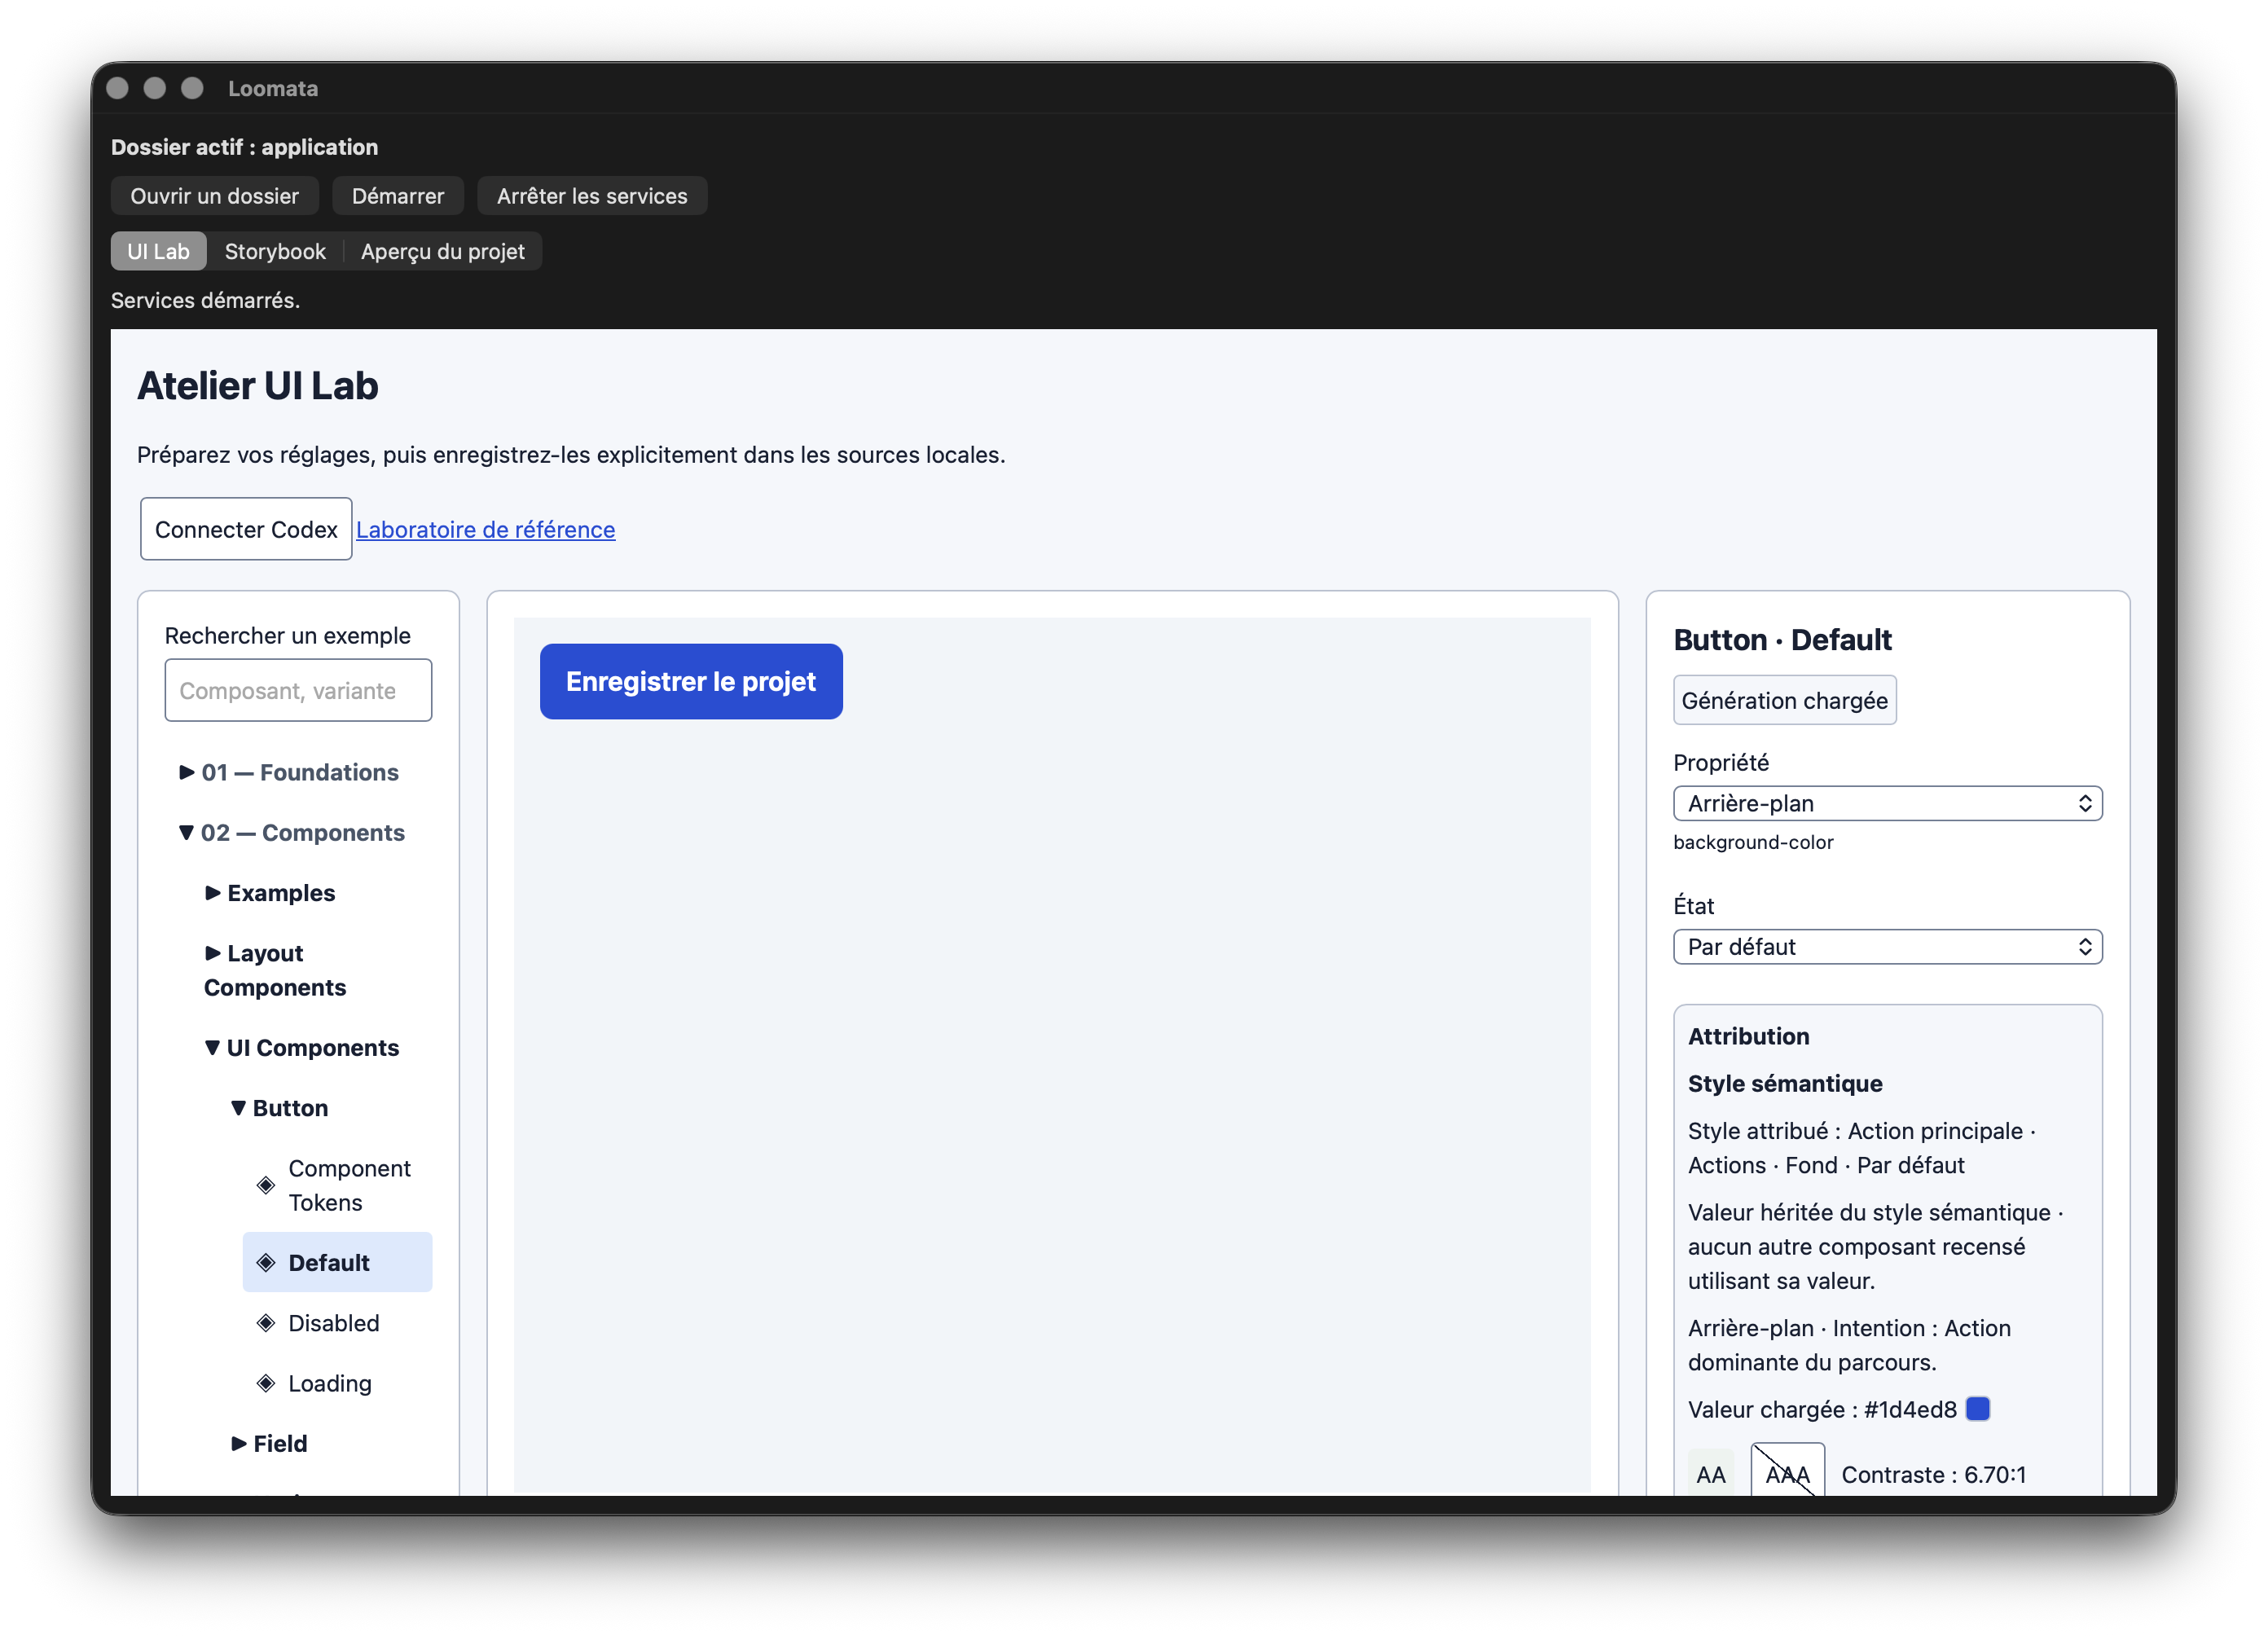 Loomata
Dossier actif : application
Ouvrir un dossier
Démarrer
Arrêter les services
UI Lab
Storybook
Aperçu du projet
Services démarrés.
Atelier UI Lab
Préparez vos réglages, puis enregistrez-les explicitement dans les sources locales.
Connecter Codex
Laboratoire de référence
Rechercher un exemple
Composant, variante
01 — Foundations
02 — Components
Examples
Layout
Components
UI Components
Button
Component
Tokens
Default
Disabled
Loading
Field
Enregistrer le projet
Button · Default
Génération chargée
Propriété
Arrière-plan
background-color
État
Par défaut
Attribution
Style sémantique
Style attribué : Action principale ·
Actions · Fond · Par défaut
Valeur héritée du style sémantique ·
aucun autre composant recensé
utilisant sa valeur.
Arrière-plan · Intention : Action
dominante du parcours.
Valeur chargée : #1d4ed8
AA
AAA
Contraste : 6.70:1